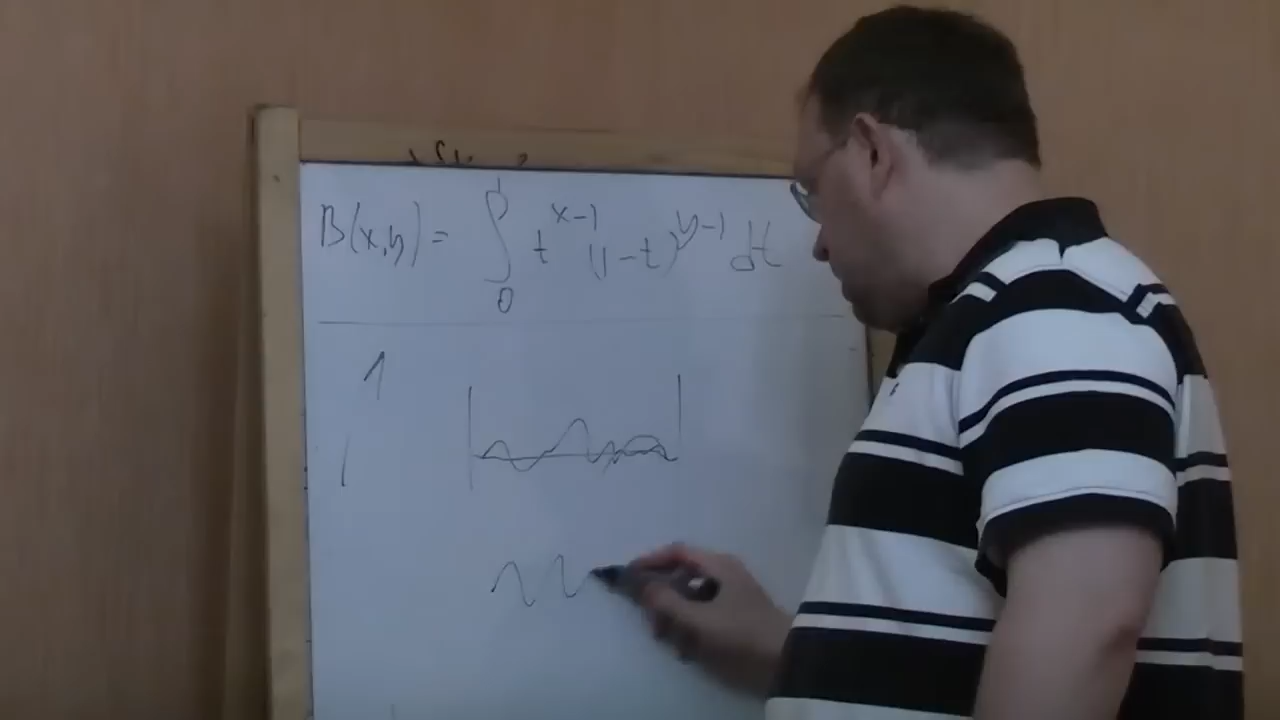 B(x,y) = ∫₀¹ t^{x-1} (1-t)^{y-1} dt
1